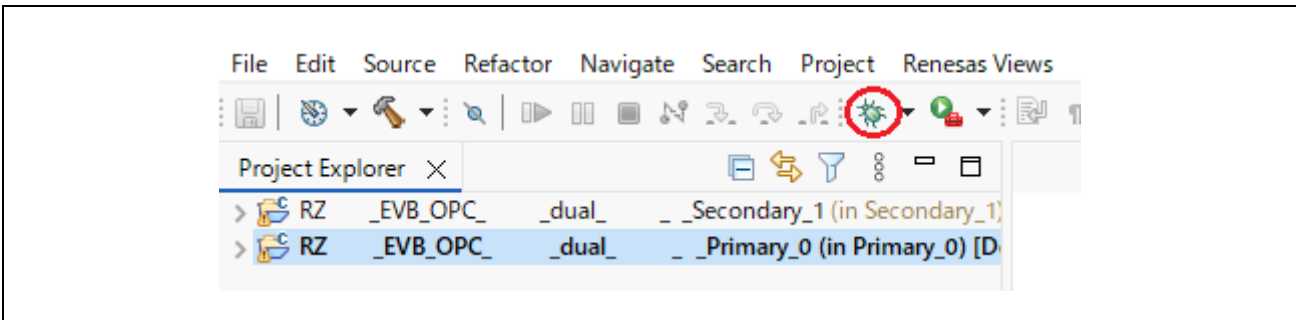 File Edit Source Refactor Navigate Search Project Renesas Views
Project Explorer
RZ _EVB_OPC_ _dual_ _ _Secondary_1 (in Secondary_1)
RZ _EVB_OPC_ _dual_ _ _Primary_0 (in Primary_0) [D